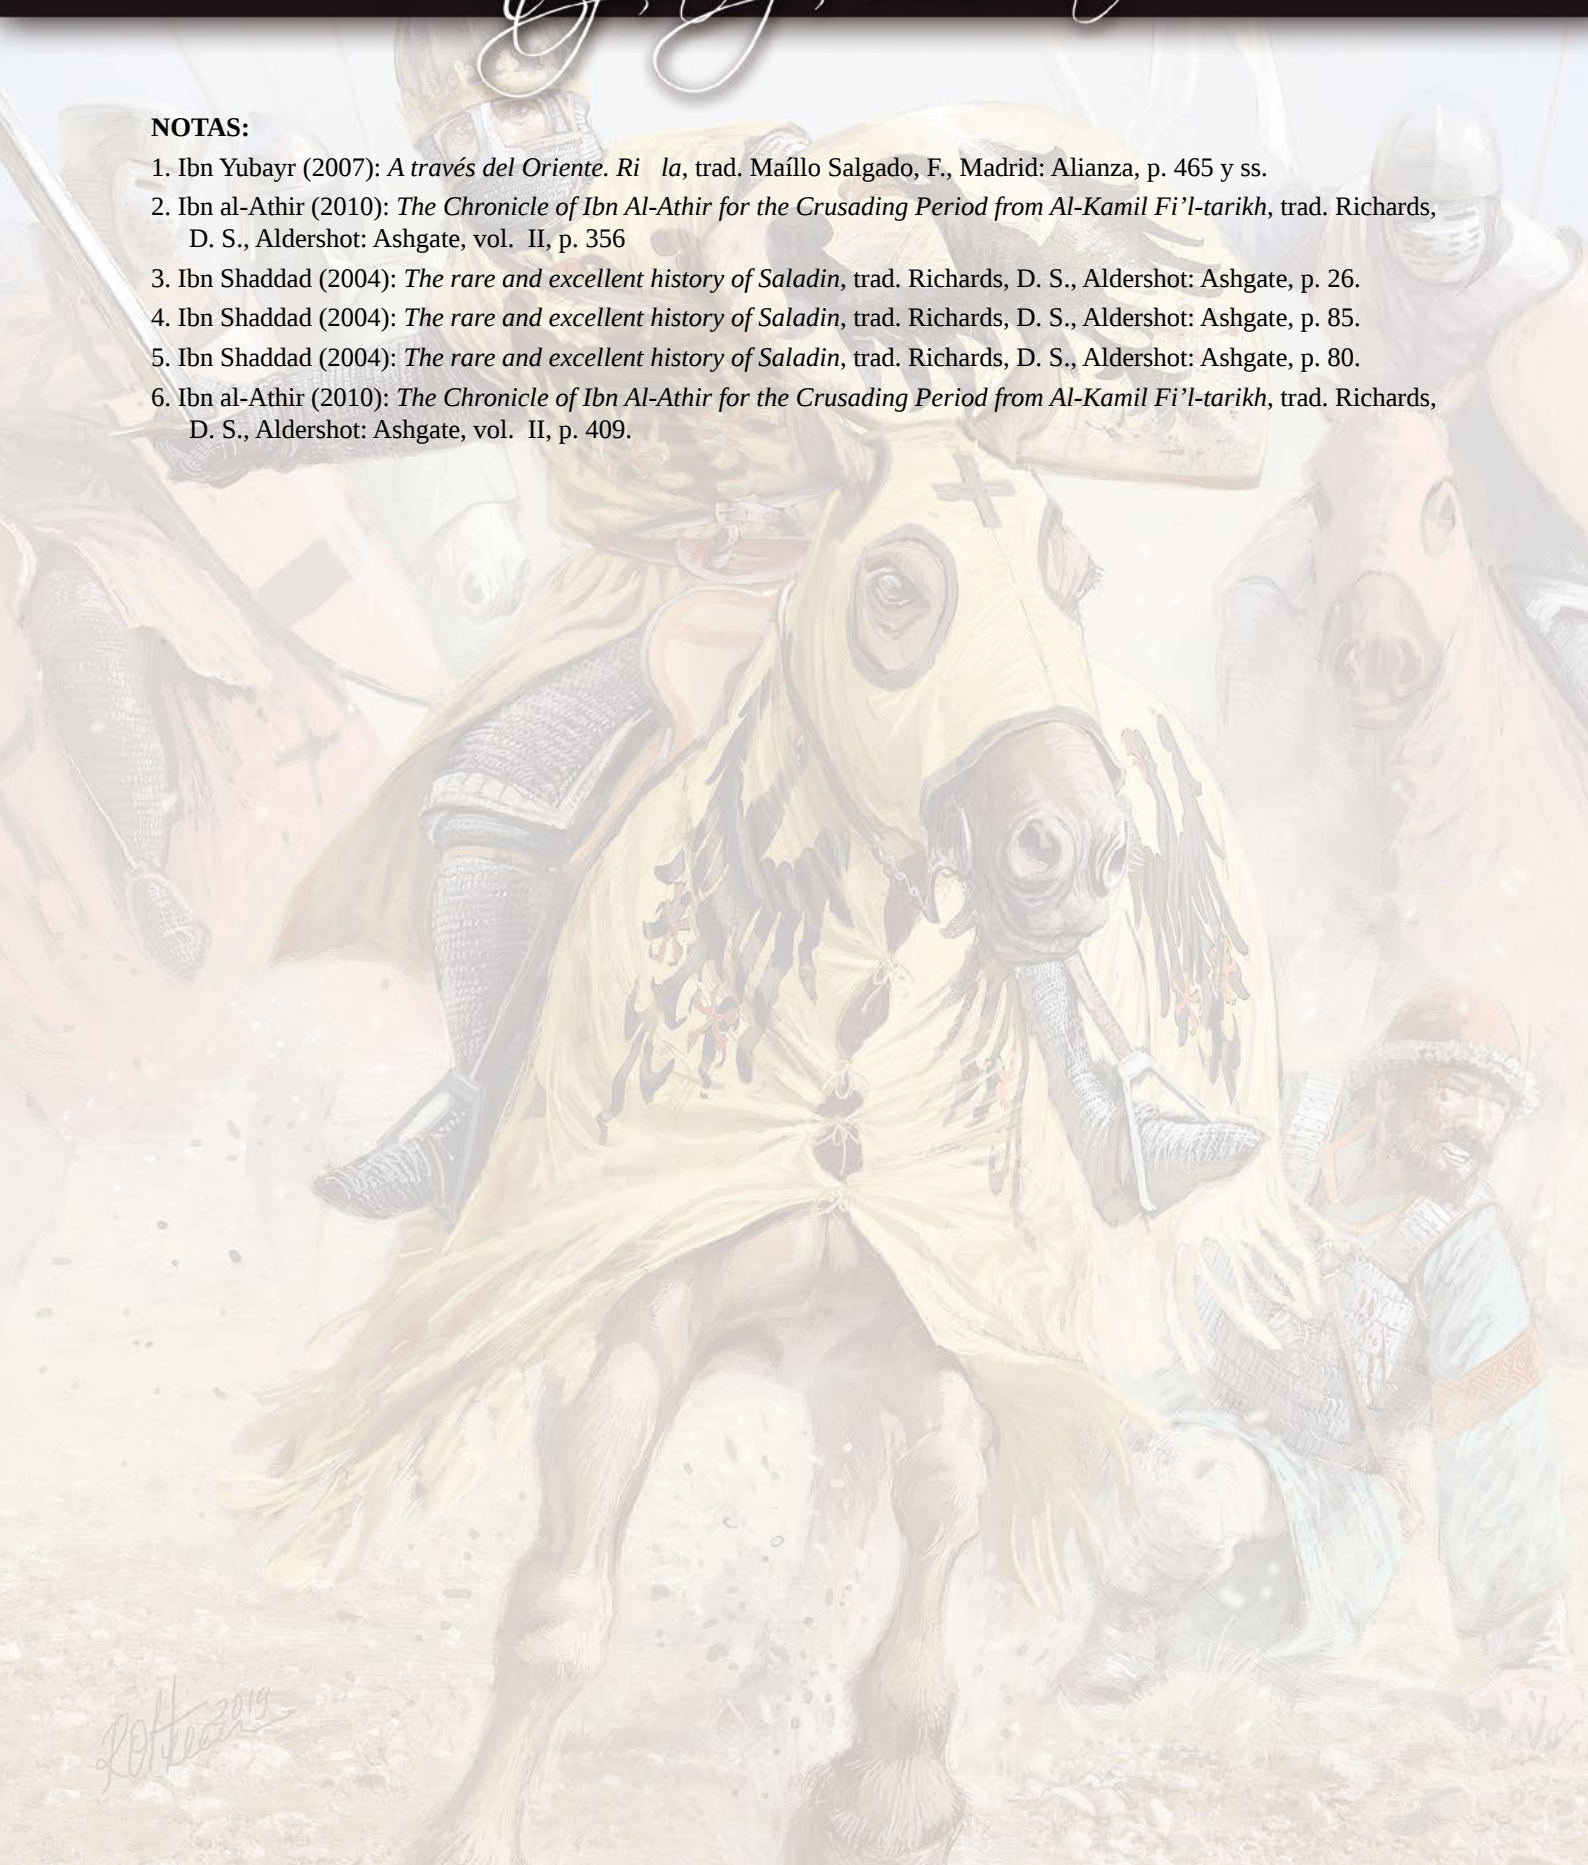 NOTAS:
1. Ibn Yubayr (2007): A través del Oriente. Ri la, trad. Maíllo Salgado, F., Madrid: Alianza, p. 465 y ss.
2. Ibn al-Athir (2010): The Chronicle of Ibn Al-Athir for the Crusading Period from Al-Kamil Fi’l-tarikh, trad. Richards,
D. S., Aldershot: Ashgate, vol. II, p. 356
3. Ibn Shaddad (2004): The rare and excellent history of Saladin, trad. Richards, D. S., Aldershot: Ashgate, p. 26.
4. Ibn Shaddad (2004): The rare and excellent history of Saladin, trad. Richards, D. S., Aldershot: Ashgate, p. 85.
5. Ibn Shaddad (2004): The rare and excellent history of Saladin, trad. Richards, D. S., Aldershot: Ashgate, p. 80.
6. Ibn al-Athir (2010): The Chronicle of Ibn Al-Athir for the Crusading Period from Al-Kamil Fi’l-tarikh, trad. Richards,
D. S., Aldershot: Ashgate, vol. II, p. 409.
2019